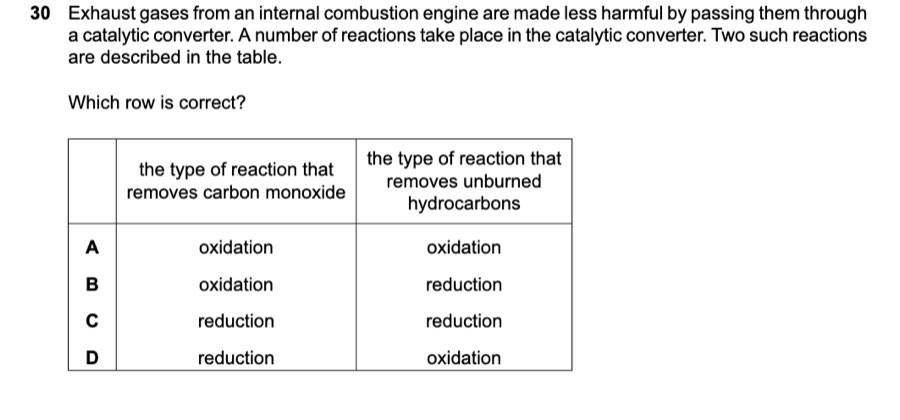 30 Exhaust gases from an internal combustion engine are made less harmful by passing them through
a catalytic converter. A number of reactions take place in the catalytic converter. Two such reactions
are described in the table.
Which row is correct?
the type of reaction that
removes carbon monoxide
the type of reaction that
removes unburned
hydrocarbons
A oxidation oxidation
B oxidation reduction
C reduction reduction
D reduction oxidation